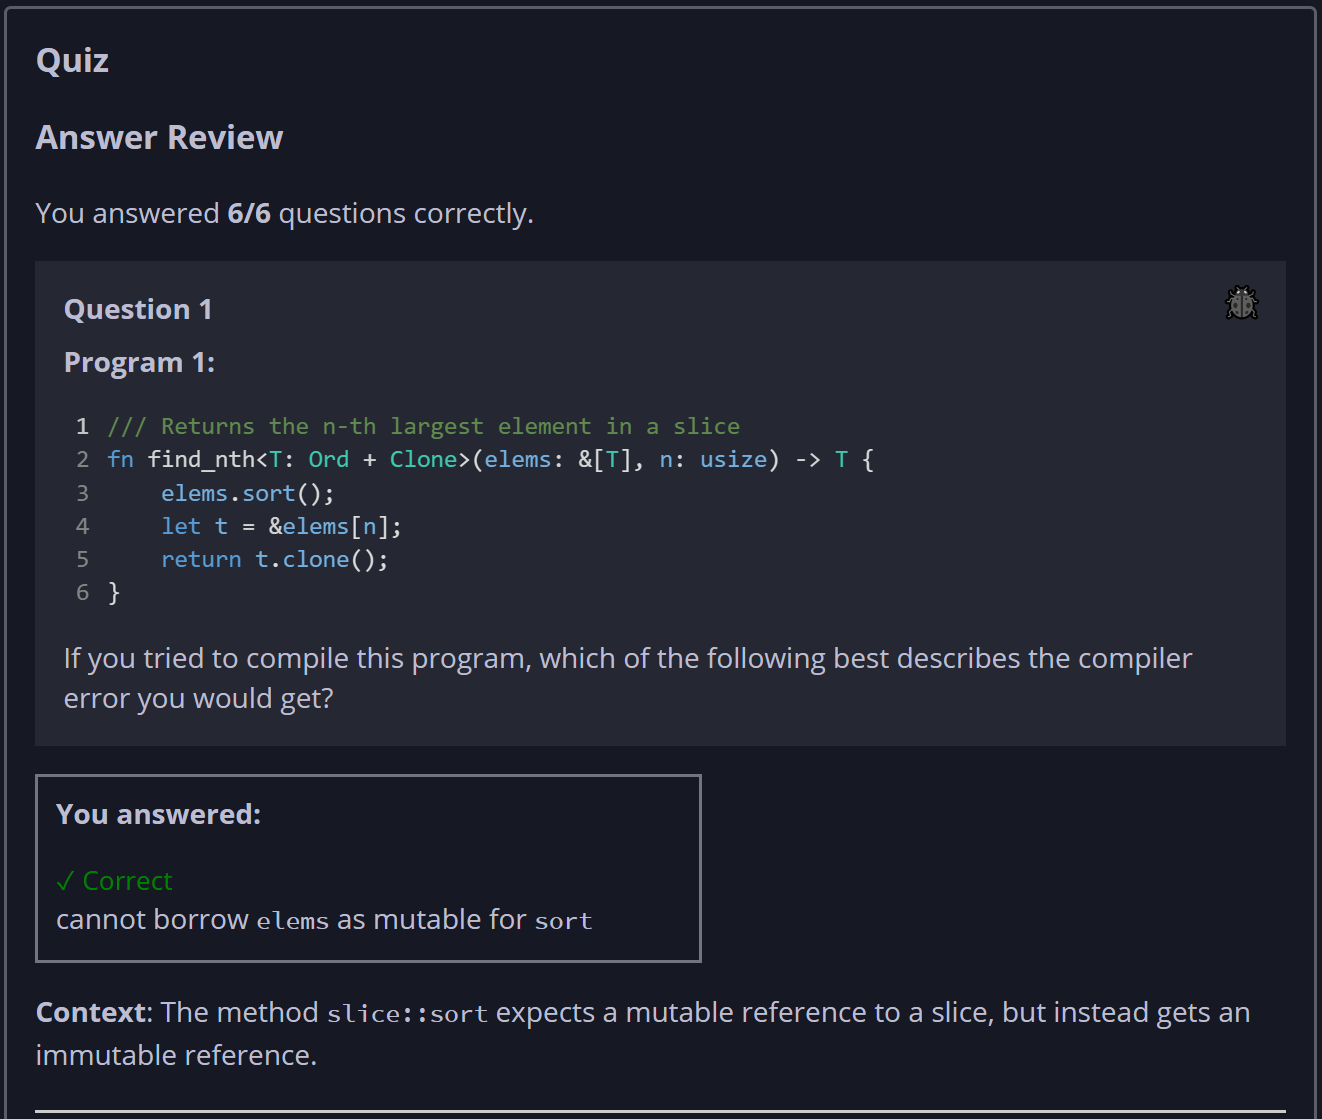 Quiz
Answer Review
You answered 6/6 questions correctly.
Question 1
Program 1:
1 /// Returns the n-th largest element in a slice
2 fn find_nth<T: Ord + Clone>(elems: &[T], n: usize) -> T {
3     elems.sort();
4     let t = &elems[n];
5     return t.clone();
6 }
If you tried to compile this program, which of the following best describes the compiler
error you would get?
You answered:
✓ Correct
cannot borrow elems as mutable for sort
Context: The method slice::sort expects a mutable reference to a slice, but instead gets an
immutable reference.